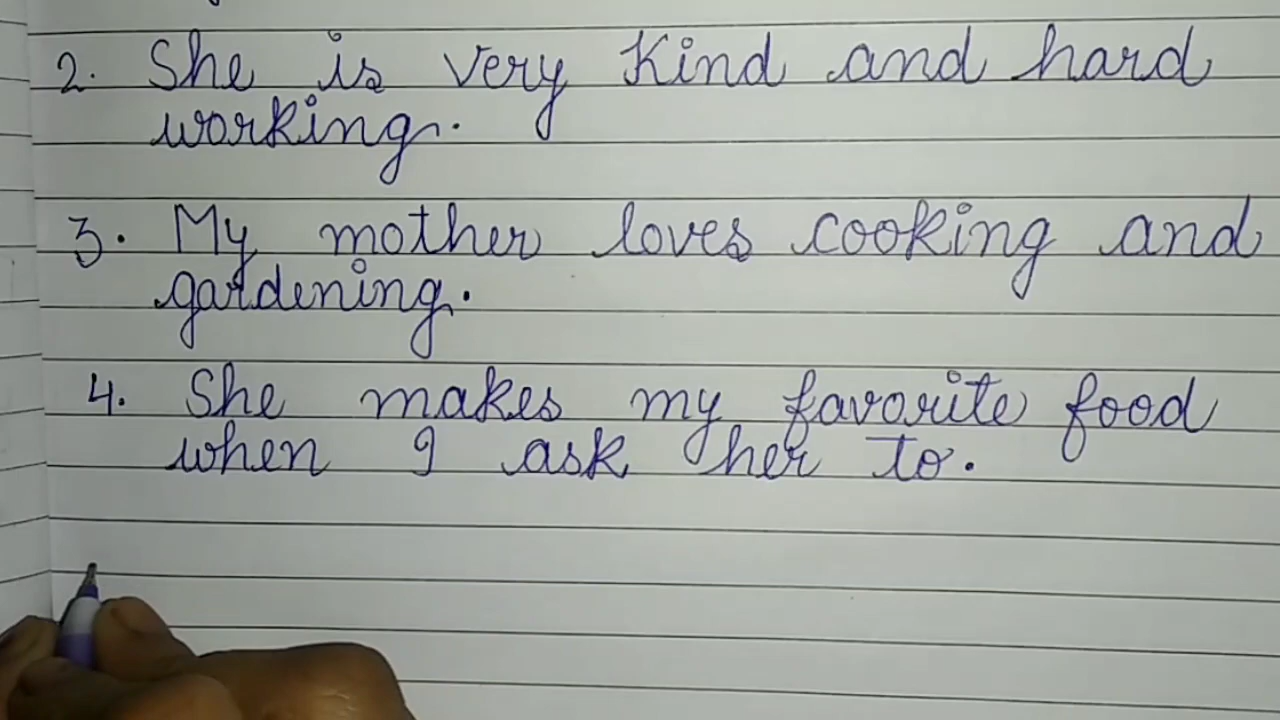 2. She is very Kind and hard
working.
3. My mother loves cooking and
gardening.
4. She makes my favorite food
when I ask her to.